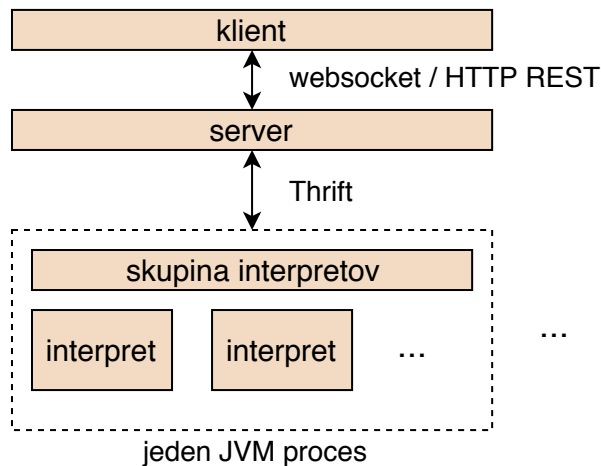 klient
websocket / HTTP REST
server
Thrift
skupina interpretov
interpret
interpret
...
...
jeden JVM proces